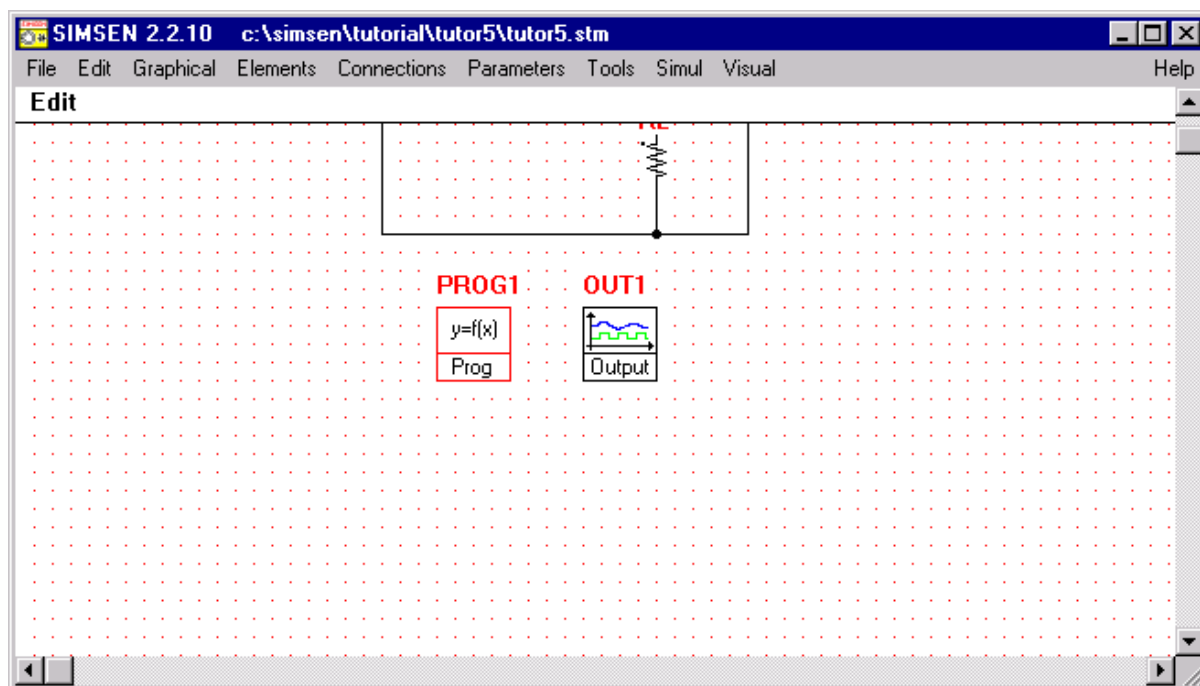 SIMSEN 2.2.10 c:\simsen\tutorial\tutor5\tutor5.stm
File Edit Graphical Elements Connections Parameters Tools Simul Visual Help
Edit
PROG1 OUT1
y=f(x)
Prog Output